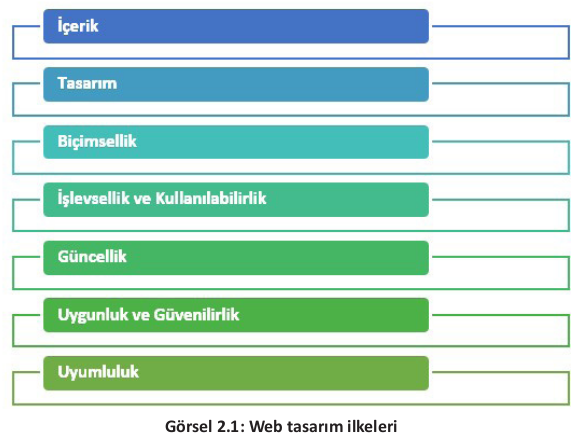 İçerik
Tasarım
Biçimsellik
İşlevsellik ve Kullanılabilirlik
Güncellik
Uygunluk ve Güvenilirlik
Uyumluluk
Görsel 2.1: Web tasarım ilkeleri